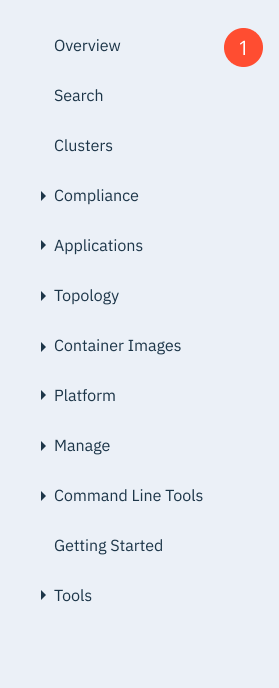 Overview
1
Search
Clusters
Compliance
Applications
Topology
Container Images
Platform
Manage
Command Line Tools
Getting Started
Tools